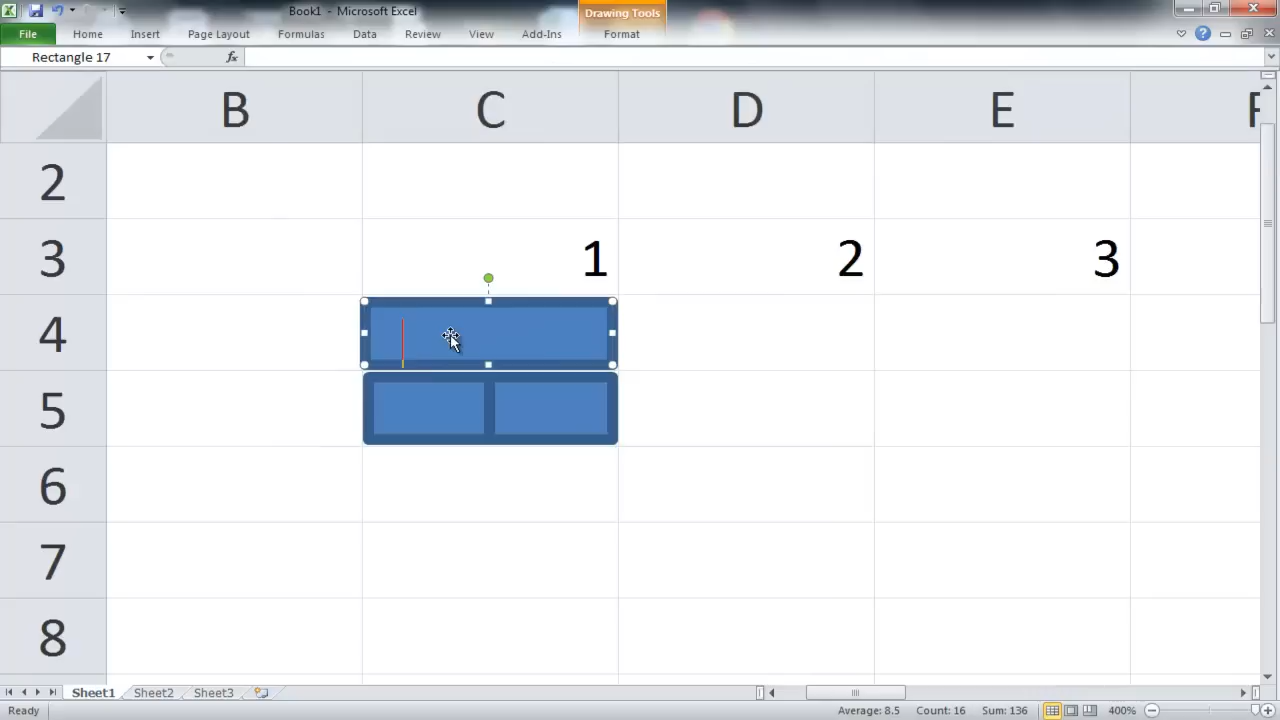 Book1 - Microsoft Excel
Drawing Tools
File Home Insert Page Layout Formulas Data Review View Add-Ins Format
Rectangle 17 fx
B C D E F
2
3 1 2 3
4
5
6
7
8
Sheet1 Sheet2 Sheet3
Ready Average: 8.5 Count: 16 Sum: 136 400%